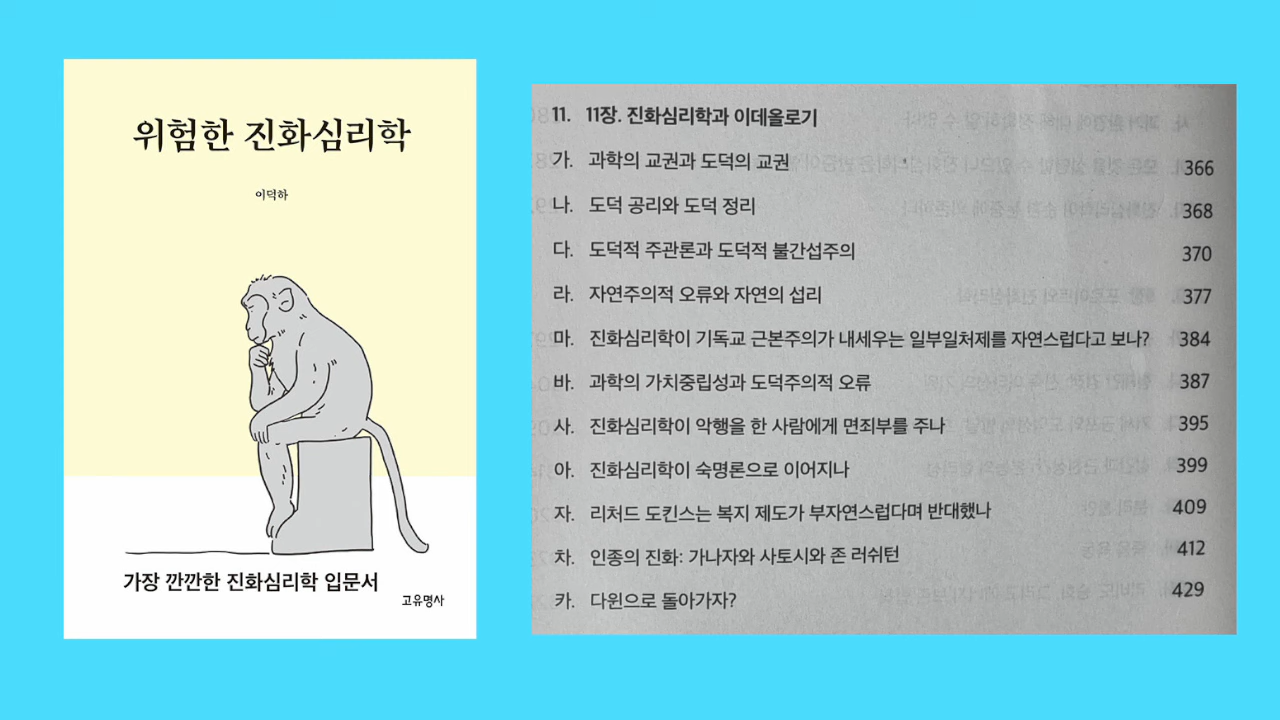 위험한 진화심리학
이덕하
가장 깐깐한 진화심리학 입문서
고유명사
11. 11장. 진화심리학과 이데올로기
가. 과학의 교권과 도덕의 교권 366
나. 도덕 공리와 도덕 정리 368
다. 도덕적 주관론과 도덕적 불간섭주의 370
라. 자연주의적 오류와 자연의 섭리 377
마. 진화심리학이 기독교 근본주의가 내세우는 일부일처제를 자연스럽다고 보나? 384
바. 과학의 가치중립성과 도덕주의적 오류 387
사. 진화심리학이 악행을 한 사람에게 면죄부를 주나 395
아. 진화심리학이 숙명론으로 이어지나 399
자. 리처드 도킨스는 복지 제도가 부자연스럽다며 반대했나 409
차. 인종의 진화: 가나자와 사토시와 존 러쉬턴 412
카. 다윈으로 돌아가자? 429